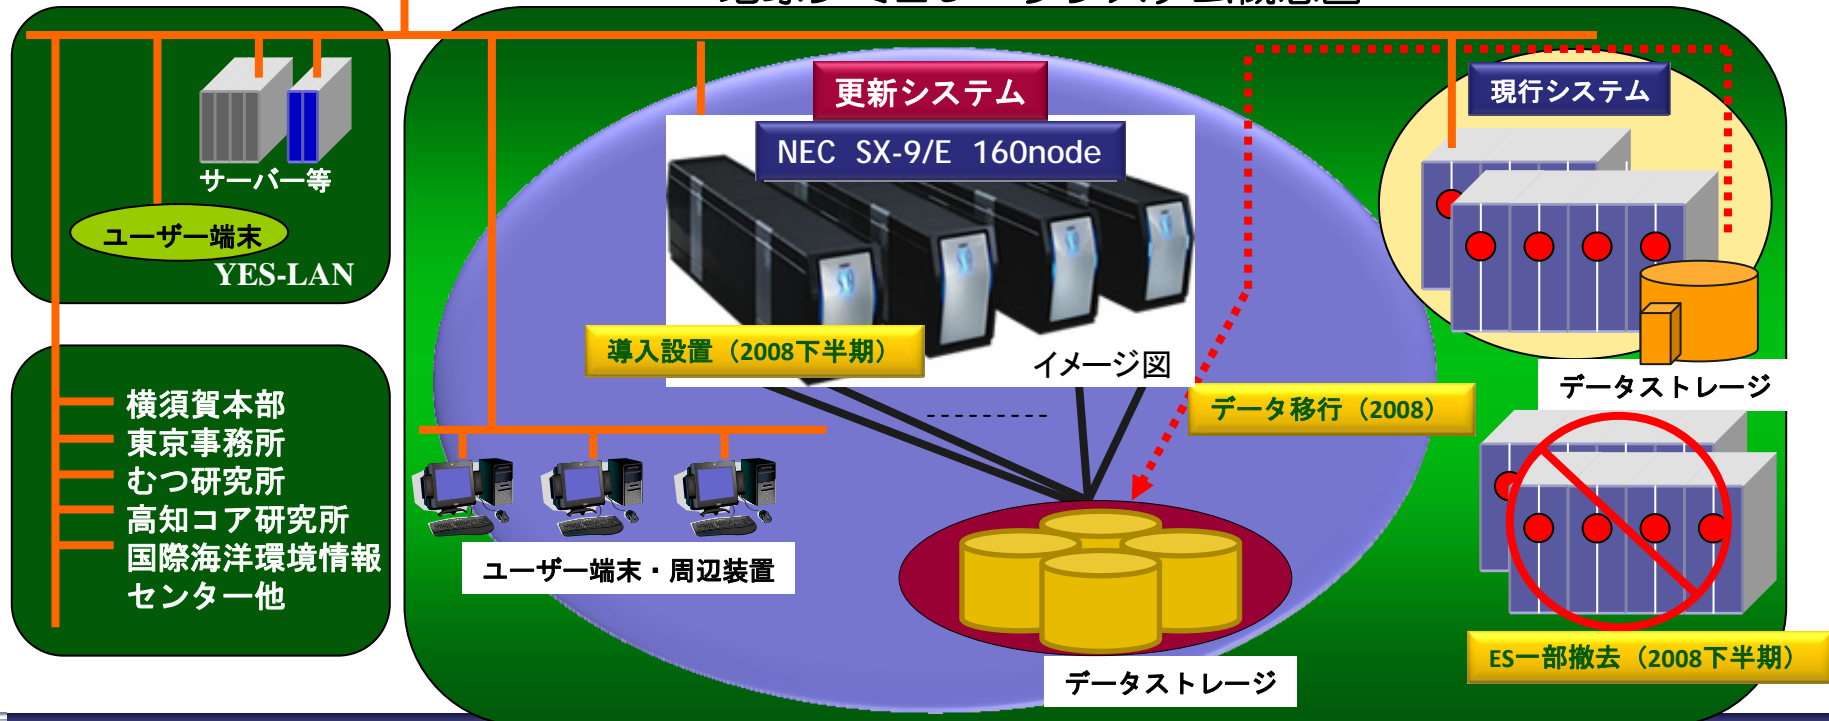 更新システム
NEC SX-9/E 160node
現行システム
サーバー等
ユーザー端末
YES-LAN
導入設置（2008下半期）
イメージ図
データストレージ
データ移行（2008）
横須賀本部
東京事務所
むつ研究所
高知コア研究所
国際海洋環境情報
センター他
ユーザー端末・周辺装置
データストレージ
ES一部撤去（2008下半期）